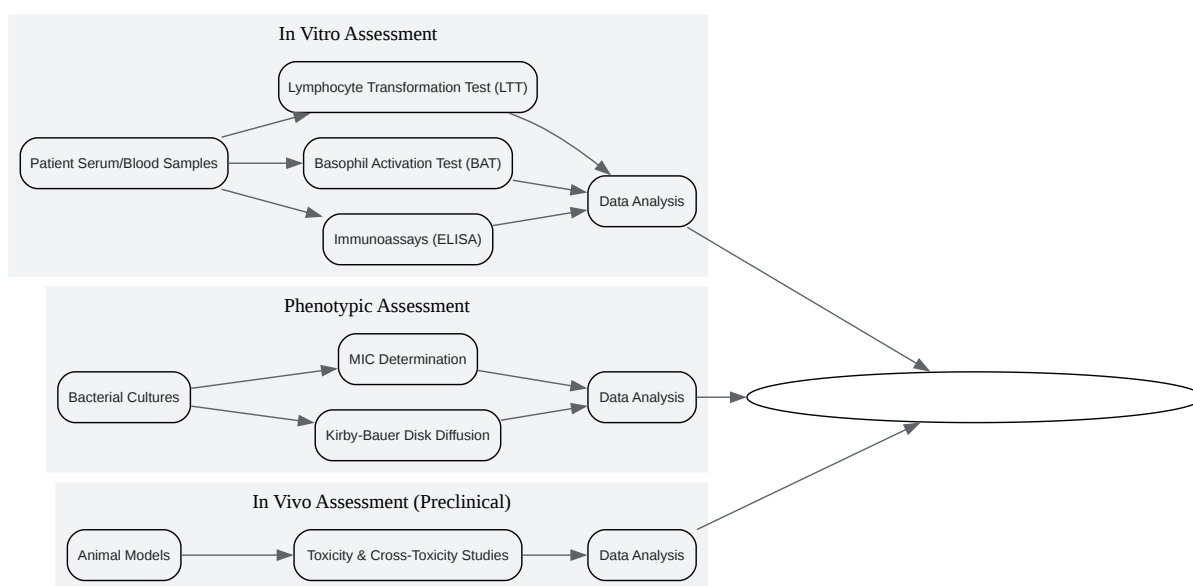 In Vitro Assessment
Lymphocyte Transformation Test (LTT)
Patient Serum/Blood Samples
Basophil Activation Test (BAT)
Data Analysis
Immunoassays (ELISA)
Phenotypic Assessment
MIC Determination
Bacterial Cultures
Data Analysis
Kirby-Bauer Disk Diffusion
In Vivo Assessment (Preclinical)
Animal Models
Toxicity & Cross-Toxicity Studies
Data Analysis